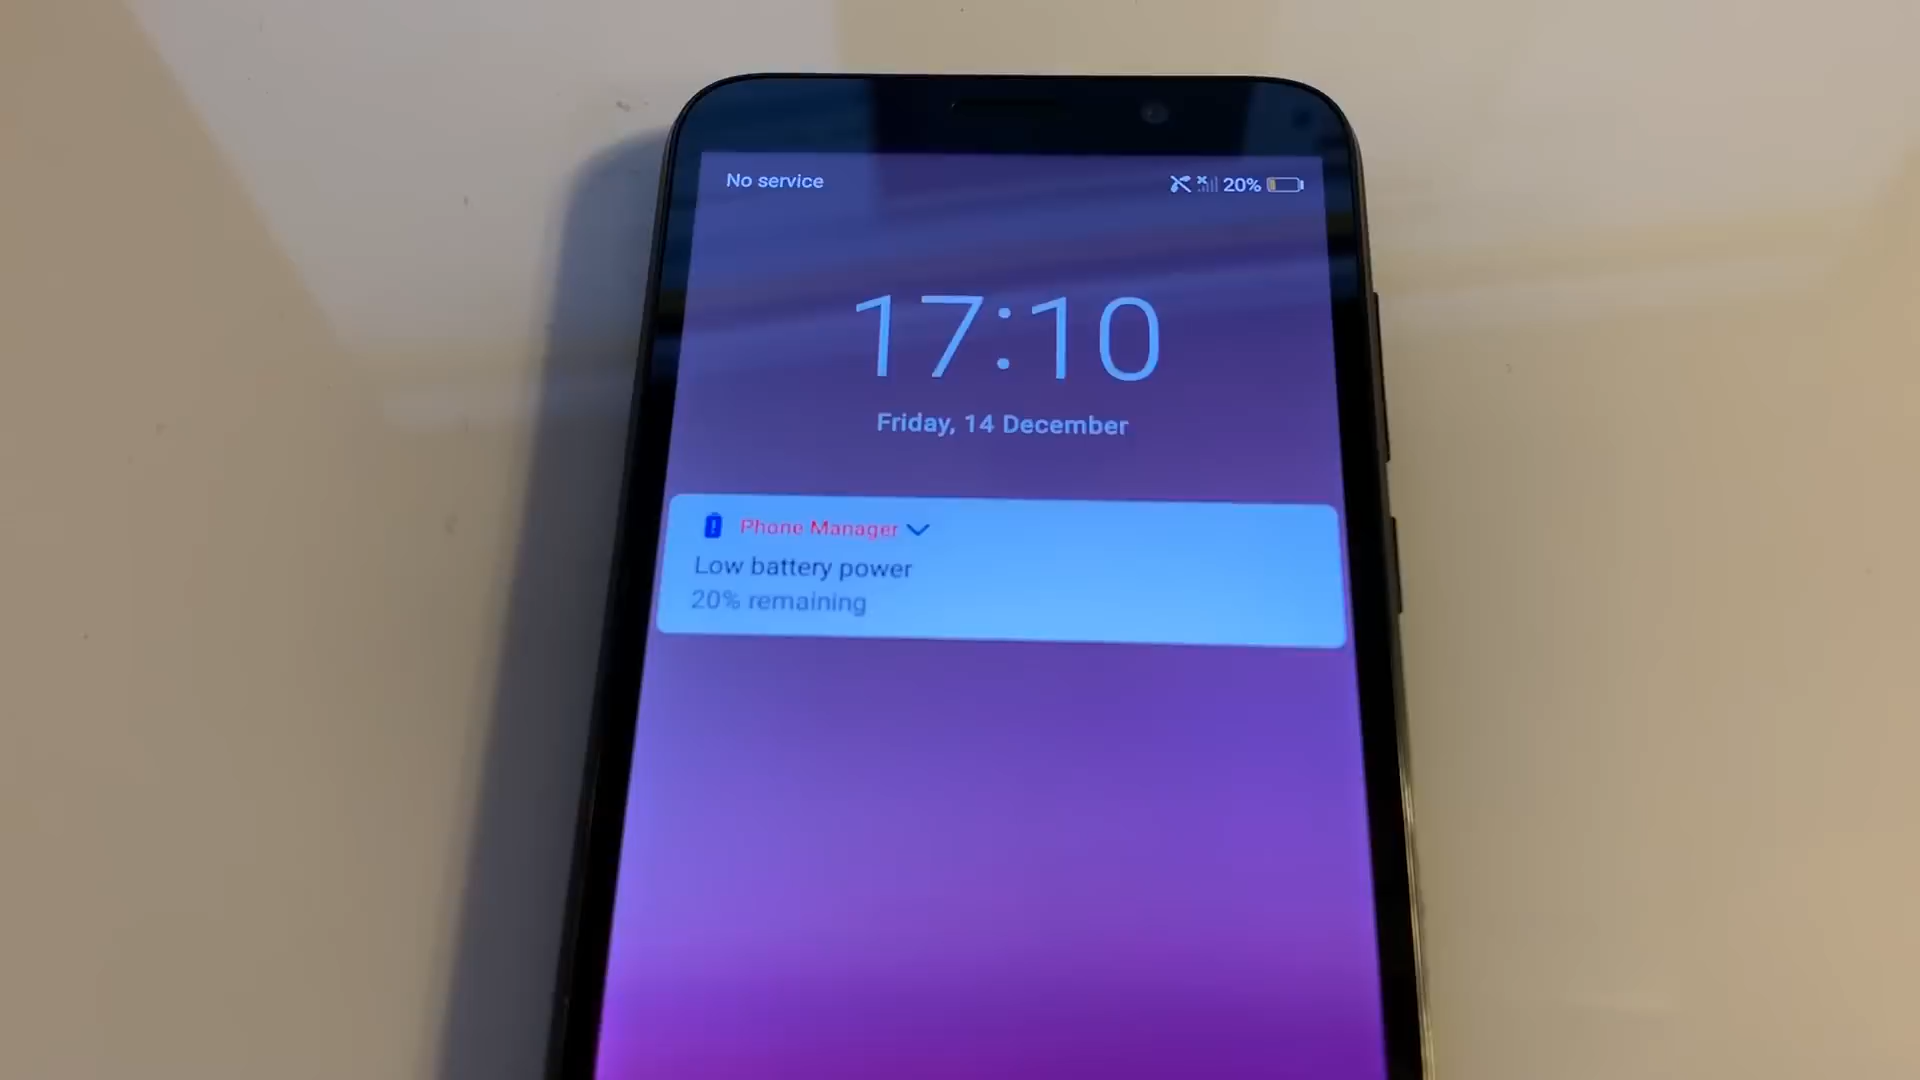 No service
20%
17:10
Friday, 14 December
Phone Manager
Low battery power
20% remaining